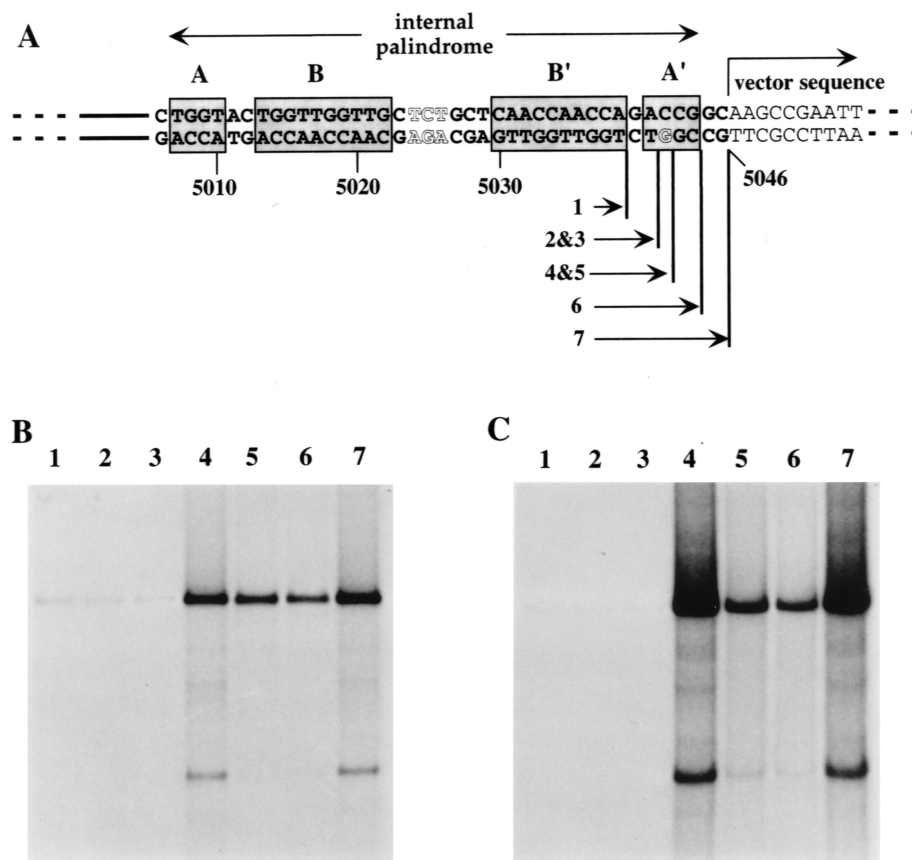 A
internal
palindrome
A B B' A' vector sequence
CTGGTACTGGTTGGTTGCTCTGCTCAACCAACCAGACCGGCAAGCCGAATT
GACCATGACCAACCAACGAGACGAGTTGGTTGGTCTGGCCGTTCGCCTTAA
5010 5020 5030 5046
1
2&3
4&5
6
7
B
1 2 3 4 5 6 7
C
1 2 3 4 5 6 7